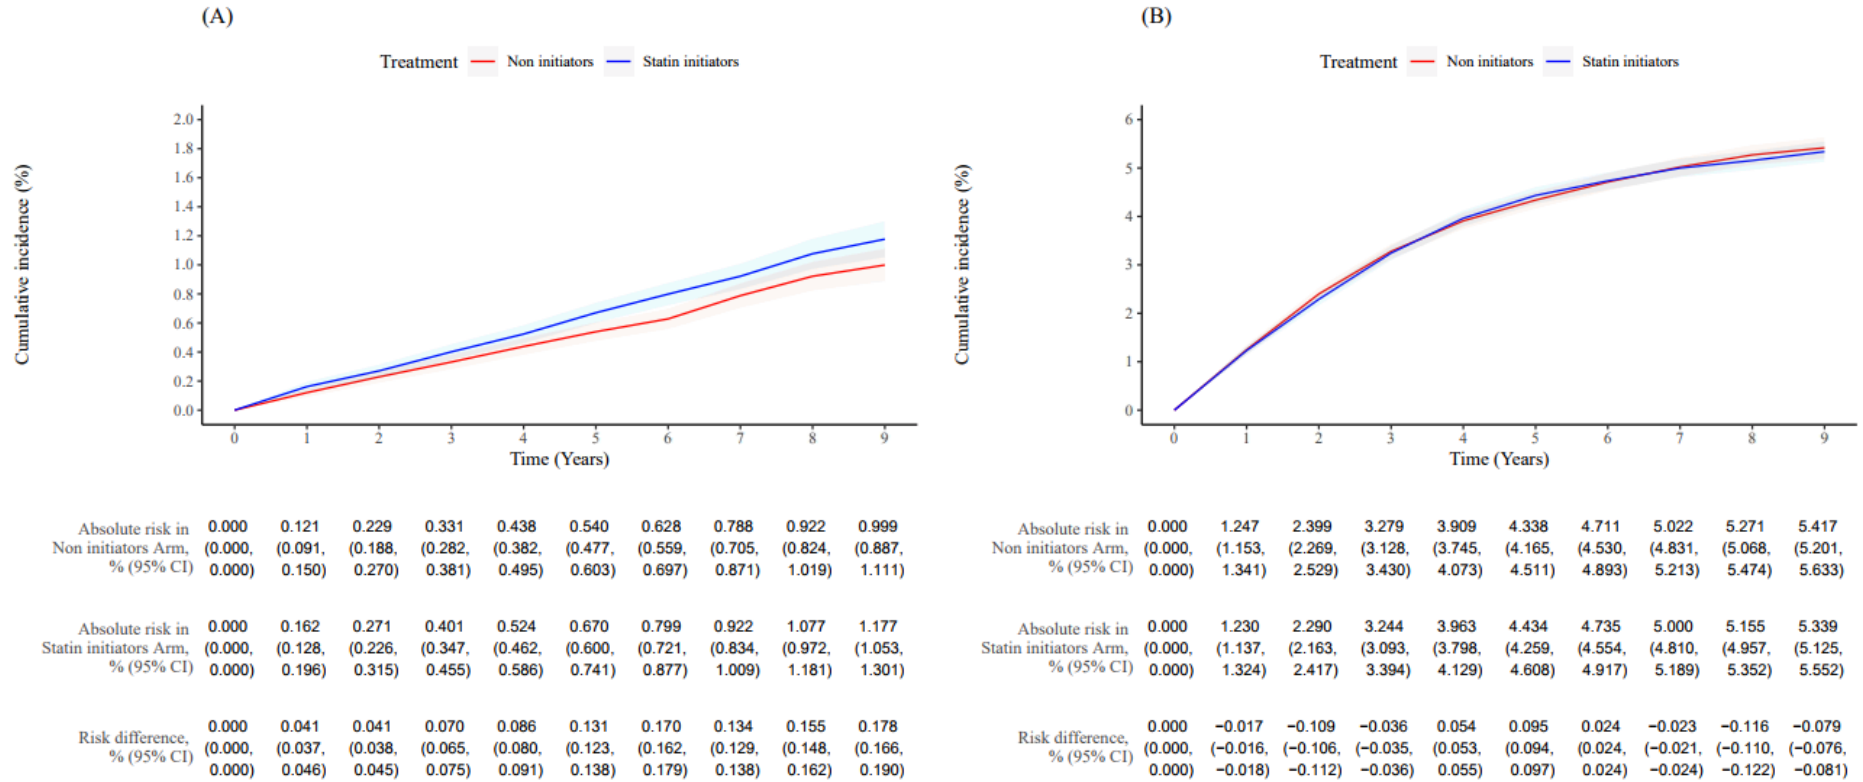 (A)
Treatment Non initiators Statin initiators
Cumulative incidence (%)
2.0
1.8
1.6
1.4
1.2
1.0
0.8
0.6
0.4
0.2
0.0
0 1 2 3 4 5 6 7 8 9
Time (Years)
Absolute risk in 0.000 0.121 0.229 0.331 0.438 0.540 0.628 0.788 0.922 0.999
Non initiators Arm, (0.000, (0.091, (0.188, (0.282, (0.382, (0.477, (0.559, (0.705, (0.824, (0.887,
% (95% CI) 0.000) 0.150) 0.270) 0.381) 0.495) 0.603) 0.697) 0.871) 1.019) 1.111)
Absolute risk in 0.000 0.162 0.271 0.401 0.524 0.670 0.799 0.922 1.077 1.177
Statin initiators Arm, (0.000, (0.128, (0.226, (0.347, (0.462, (0.600, (0.721, (0.834, (0.972, (1.053,
% (95% CI) 0.000) 0.196) 0.315) 0.455) 0.586) 0.741) 0.877) 1.009) 1.181) 1.301)
Risk difference, 0.000 0.041 0.041 0.070 0.086 0.131 0.170 0.134 0.155 0.178
% (95% CI) (0.000, (0.037, (0.038, (0.065, (0.080, (0.123, (0.162, (0.129, (0.148, (0.166,
0.000) 0.046) 0.045) 0.075) 0.091) 0.138) 0.179) 0.138) 0.162) 0.190)
(B)
Treatment Non initiators Statin initiators
Cumulative incidence (%)
6
5
4
3
2
1
0
0 1 2 3 4 5 6 7 8 9
Time (Years)
Absolute risk in 0.000 1.247 2.399 3.279 3.909 4.338 4.711 5.022 5.271 5.417
Non initiators Arm, (0.000, (1.153, (2.269, (3.128, (3.745, (4.165, (4.530, (4.831, (5.068, (5.201,
% (95% CI) 0.000) 1.341) 2.529) 3.430) 4.073) 4.511) 4.893) 5.213) 5.474) 5.633)
Absolute risk in 0.000 1.230 2.290 3.244 3.963 4.434 4.735 5.000 5.155 5.339
Statin initiators Arm, (0.000, (1.137, (2.163, (3.093, (3.798, (4.259, (4.554, (4.810, (4.957, (5.125,
% (95% CI) 0.000) 1.324) 2.417) 3.394) 4.129) 4.608) 4.917) 5.189) 5.352) 5.552)
Risk difference, 0.000 −0.017 −0.109 −0.036 0.054 0.095 0.024 −0.023 −0.116 −0.079
% (95% CI) (0.000, (−0.016, (−0.106, (−0.035, (0.053, (0.094, (0.024, (−0.021, (−0.110, (−0.076,
0.000) −0.018) −0.112) −0.036) 0.055) 0.097) 0.024) −0.024) −0.122) −0.081)